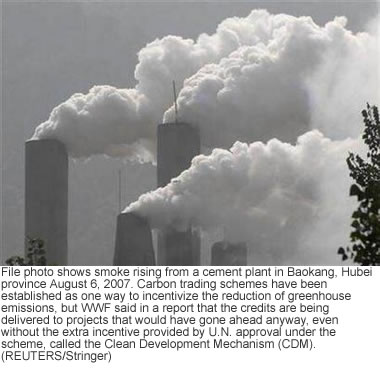 File photo shows smoke rising from a cement plant in Baokang, Hubei
province August 6, 2007. Carbon trading schemes have been
established as one way to incentivize the reduction of greenhouse
emissions, but WWF said in a report that the credits are being
delivered to projects that would have gone ahead anyway, even
without the extra incentive provided by U.N. approval under the
scheme, called the Clean Development Mechanism (CDM).
(REUTERS/Stringer)